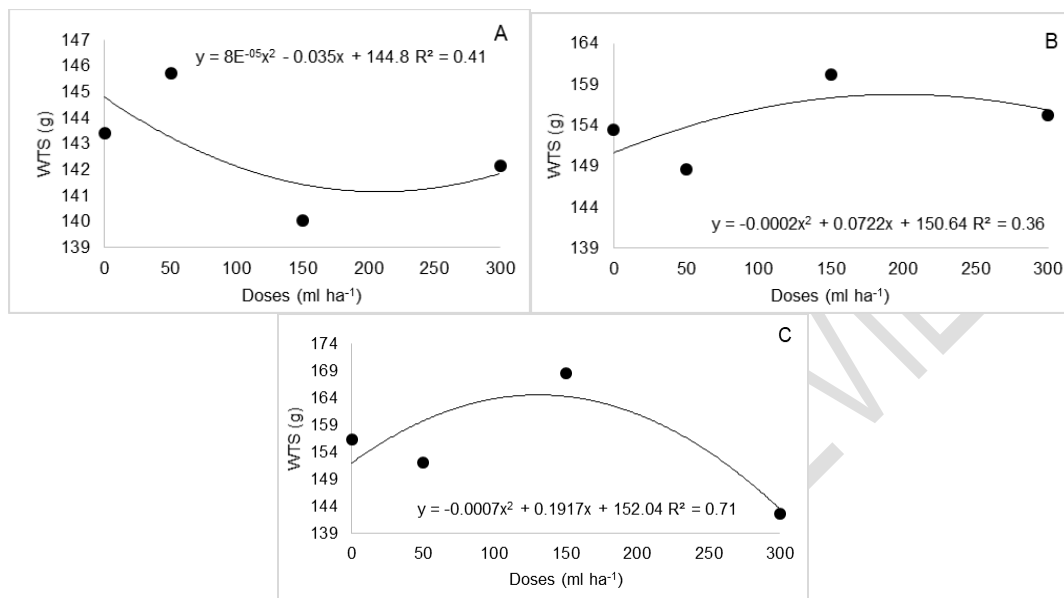 A
y = 8E⁻⁰⁵x² - 0.035x + 144.8 R² = 0.41
WTS (g)
147
146
145
144
143
142
141
140
139
0 50 100 150 200 250 300
Doses (ml ha⁻¹)
B
WTS (g)
164
159
154
149
144
139
y = -0.0002x² + 0.0722x + 150.64 R² = 0.36
0 50 100 150 200 250 300
Doses (ml ha⁻¹)
C
WTS (g)
174
169
164
159
154
149
144
139
y = -0.0007x² + 0.1917x + 152.04 R² = 0.71
0 50 100 150 200 250 300
Doses (ml ha⁻¹)